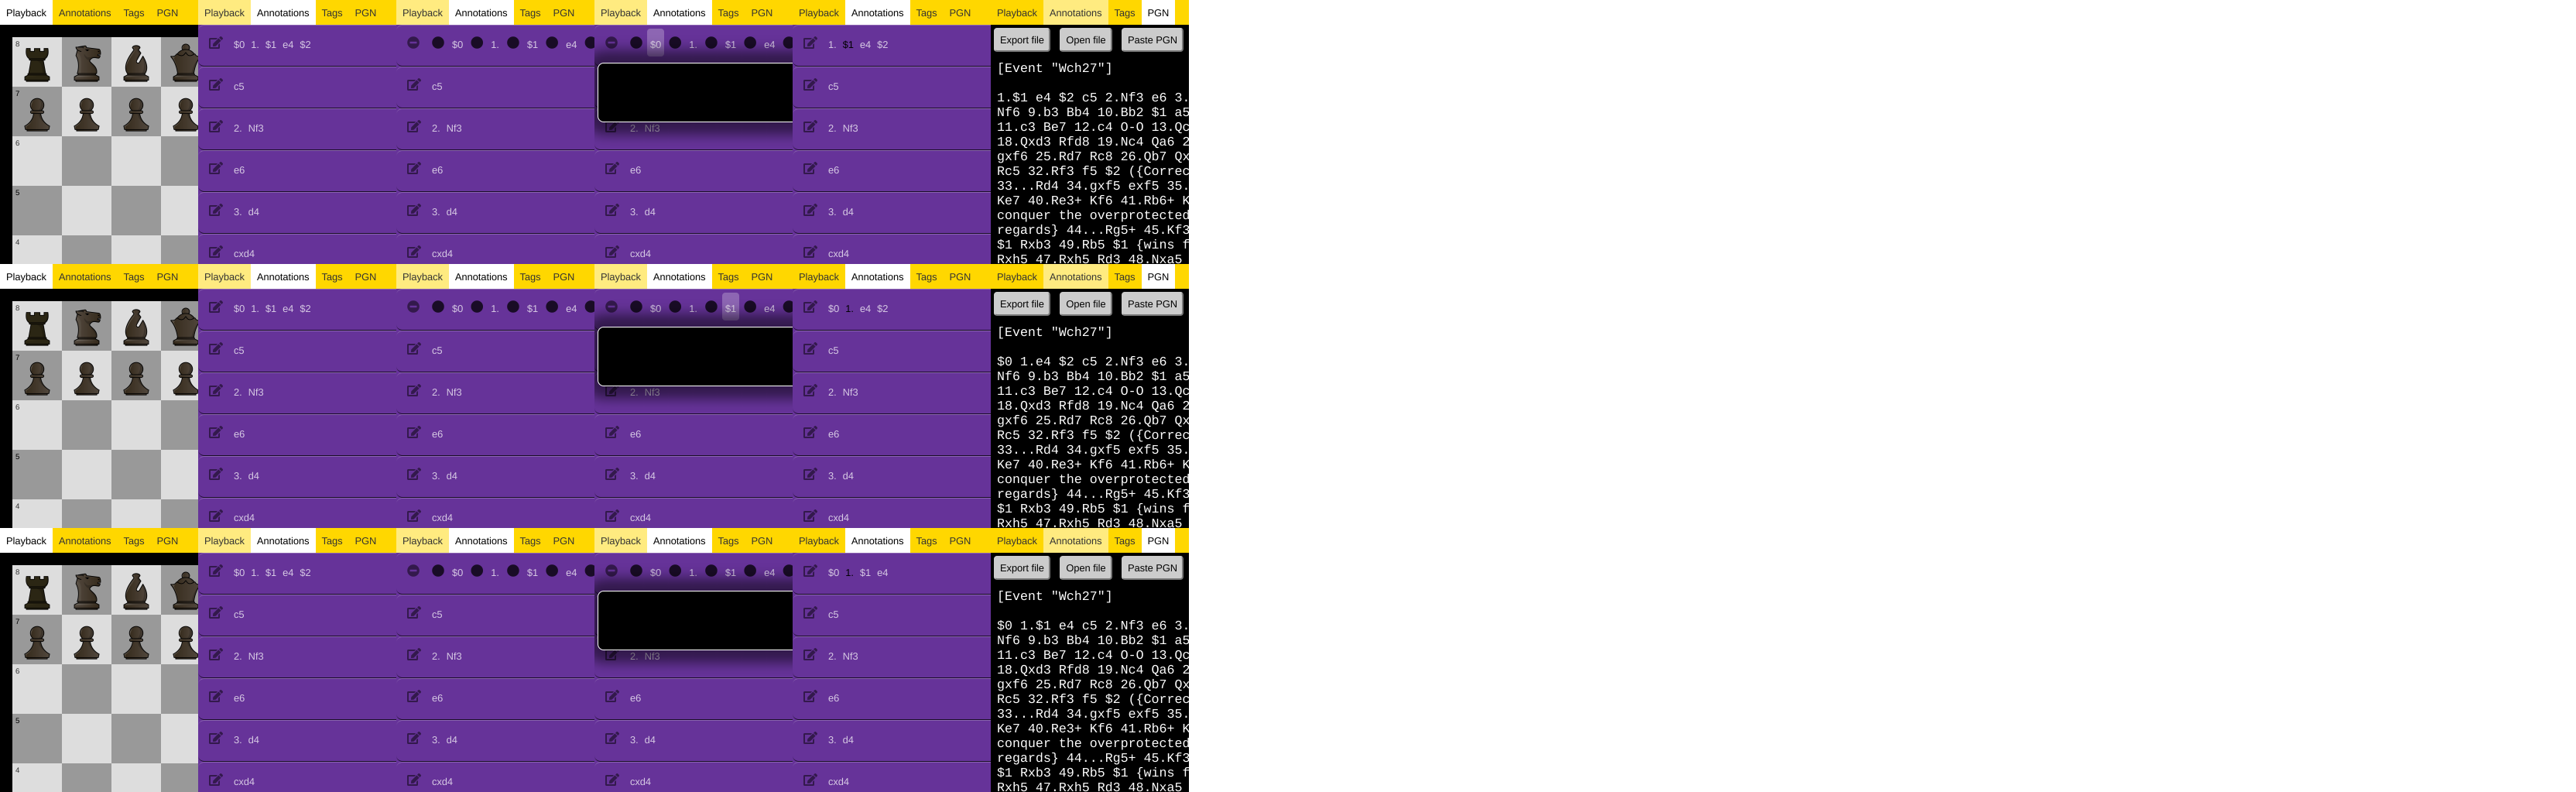 Playback Annotations Tags PGN
8
7
6
5
4
Playback Annotations Tags PGN
$0 1. $1 e4 $2
c5
2. Nf3
e6
3. d4
cxd4
Playback Annotations Tags PGN
$0 1. $1 e4
c5
2. Nf3
e6
3. d4
cxd4
Playback Annotations Tags PGN
$0 1. $1 e4
2. Nf3
e6
3. d4
cxd4
Playback Annotations Tags PGN
1. $1 e4 $2
c5
2. Nf3
e6
3. d4
cxd4
Playback Annotations Tags PGN
Export file Open file Paste PGN
[Event "Wch27"]
1.$1 e4 $2 c5 2.Nf3 e6 3.
Nf6 9.b3 Bb4 10.Bb2 $1 a5
11.c3 Be7 12.c4 O-O 13.Qc
18.Qxd3 Rfd8 19.Nc4 Qa6 2
gxf6 25.Rd7 Rc8 26.Qb7 Qx
Rc5 32.Rf3 f5 $2 ({Correc
33...Rd4 34.gxf5 exf5 35.
Ke7 40.Re3+ Kf6 41.Rb6+ K
conquer the overprotected
regards} 44...Rg5+ 45.Kf3
$1 Rxb3 49.Rb5 $1 {wins f
Rxh5 47.Rxh5 Rd3 48.Nxa5
Playback Annotations Tags PGN
8
7
6
5
4
Playback Annotations Tags PGN
$0 1. $1 e4 $2
c5
2. Nf3
e6
3. d4
cxd4
Playback Annotations Tags PGN
$0 1. $1 e4
c5
2. Nf3
e6
3. d4
cxd4
Playback Annotations Tags PGN
$0 1. $1 e4
2. Nf3
e6
3. d4
cxd4
Playback Annotations Tags PGN
$0 1. e4 $2
c5
2. Nf3
e6
3. d4
cxd4
Playback Annotations Tags PGN
Export file Open file Paste PGN
[Event "Wch27"]
$0 1.e4 $2 c5 2.Nf3 e6 3.
Nf6 9.b3 Bb4 10.Bb2 $1 a5
11.c3 Be7 12.c4 O-O 13.Qc
18.Qxd3 Rfd8 19.Nc4 Qa6 2
gxf6 25.Rd7 Rc8 26.Qb7 Qx
Rc5 32.Rf3 f5 $2 ({Correc
33...Rd4 34.gxf5 exf5 35.
Ke7 40.Re3+ Kf6 41.Rb6+ K
conquer the overprotected
regards} 44...Rg5+ 45.Kf3
$1 Rxb3 49.Rb5 $1 {wins f
Rxh5 47.Rxh5 Rd3 48.Nxa5
Playback Annotations Tags PGN
8
7
6
5
4
Playback Annotations Tags PGN
$0 1. $1 e4 $2
c5
2. Nf3
e6
3. d4
cxd4
Playback Annotations Tags PGN
$0 1. $1 e4
c5
2. Nf3
e6
3. d4
cxd4
Playback Annotations Tags PGN
$0 1. $1 e4
2. Nf3
e6
3. d4
cxd4
Playback Annotations Tags PGN
$0 1. $1 e4
c5
2. Nf3
e6
3. d4
cxd4
Playback Annotations Tags PGN
Export file Open file Paste PGN
[Event "Wch27"]
$0 1.$1 e4 c5 2.Nf3 e6 3.
Nf6 9.b3 Bb4 10.Bb2 $1 a5
11.c3 Be7 12.c4 O-O 13.Qc
18.Qxd3 Rfd8 19.Nc4 Qa6 2
gxf6 25.Rd7 Rc8 26.Qb7 Qx
Rc5 32.Rf3 f5 $2 ({Correc
33...Rd4 34.gxf5 exf5 35.
Ke7 40.Re3+ Kf6 41.Rb6+ K
conquer the overprotected
regards} 44...Rg5+ 45.Kf3
$1 Rxb3 49.Rb5 $1 {wins f
Rxh5 47.Rxh5 Rd3 48.Nxa5